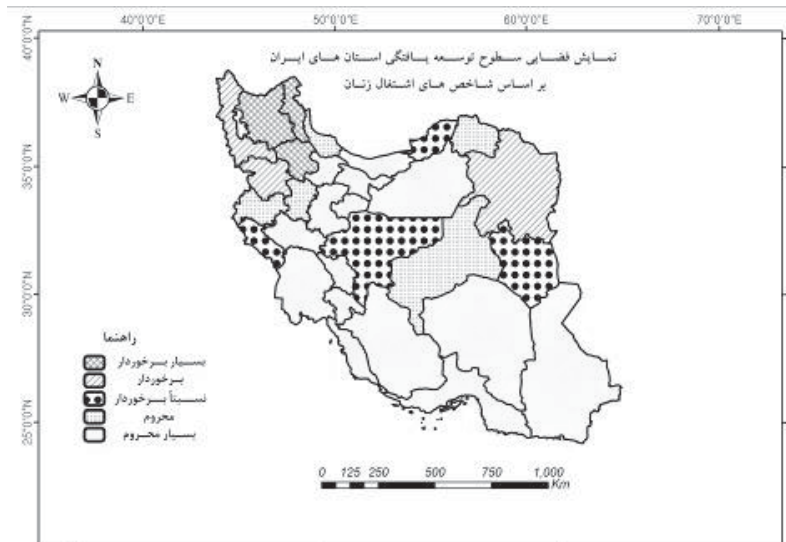 40°0'0"E 50°0'0"E 60°0'0"E 70°0'0"E
نمایش فضایی سطوح توسعه یافتگی استان های ایران
بر اساس شاخص های اشتغال زنان
N
W E
S
40°0'0"N
35°0'0"N
30°0'0"N
25°0'0"N
راهنما
بسیار برخوردار
برخوردار
نسبتاً برخوردار
محروم
بسیار محروم
0 125 250 500 750 1,000
Km